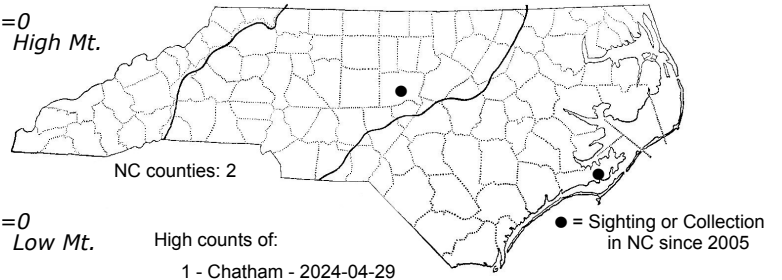 =0
High Mt.
NC counties: 2
=0
Low Mt.
High counts of:
1 - Chatham - 2024-04-29
● = Sighting or Collection
in NC since 2005